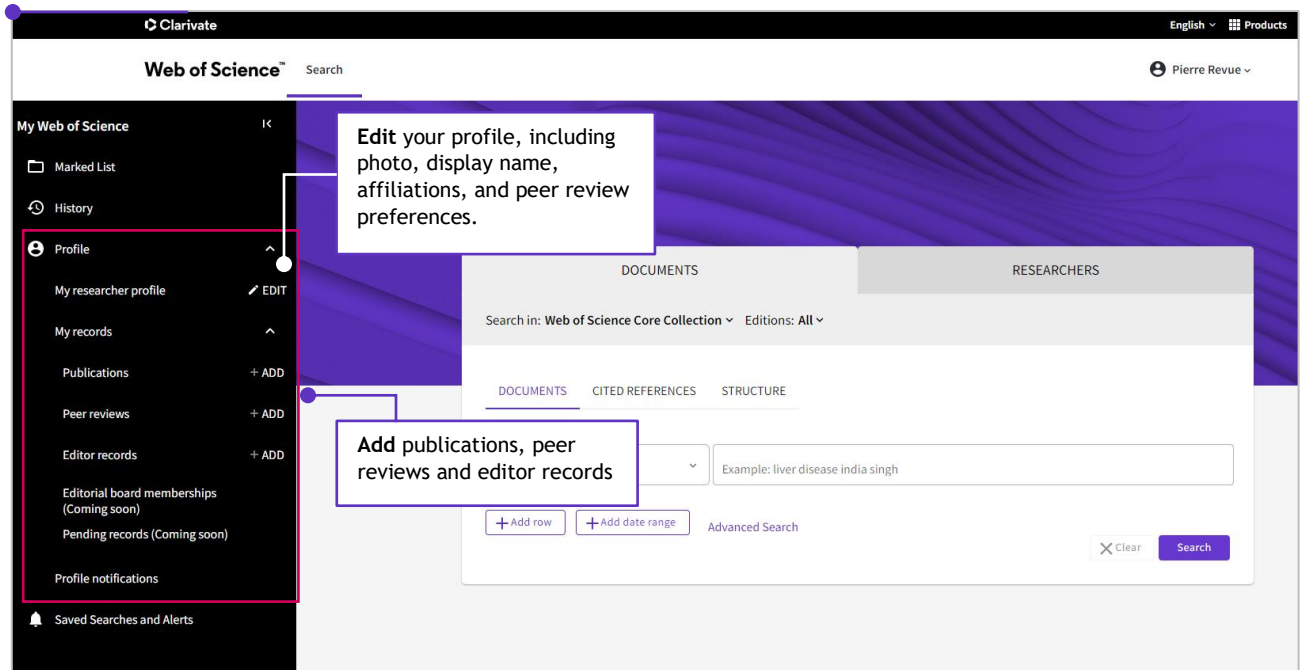 Clarivate
English
Products
Web of Science™
Search
Pierre Revue
My Web of Science
Marked List
History
Profile
My researcher profile
EDIT
My records
Publications
+ ADD
Peer reviews
+ ADD
Editor records
+ ADD
Editorial board memberships
(Coming soon)
Pending records (Coming soon)
Profile notifications
Saved Searches and Alerts
Edit your profile, including
photo, display name,
affiliations, and peer review
preferences.
Add publications, peer
reviews and editor records
DOCUMENTS
RESEARCHERS
Search in: Web of Science Core Collection
Editions: All
DOCUMENTS
CITED REFERENCES
STRUCTURE
Example: liver disease india singh
+ Add row
+ Add date range
Advanced Search
Clear
Search